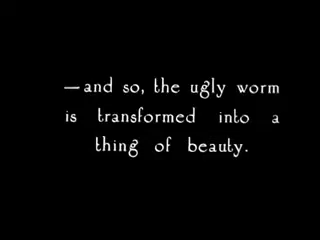 —and so, the ugly worm
is transformed into a
thing of beauty.